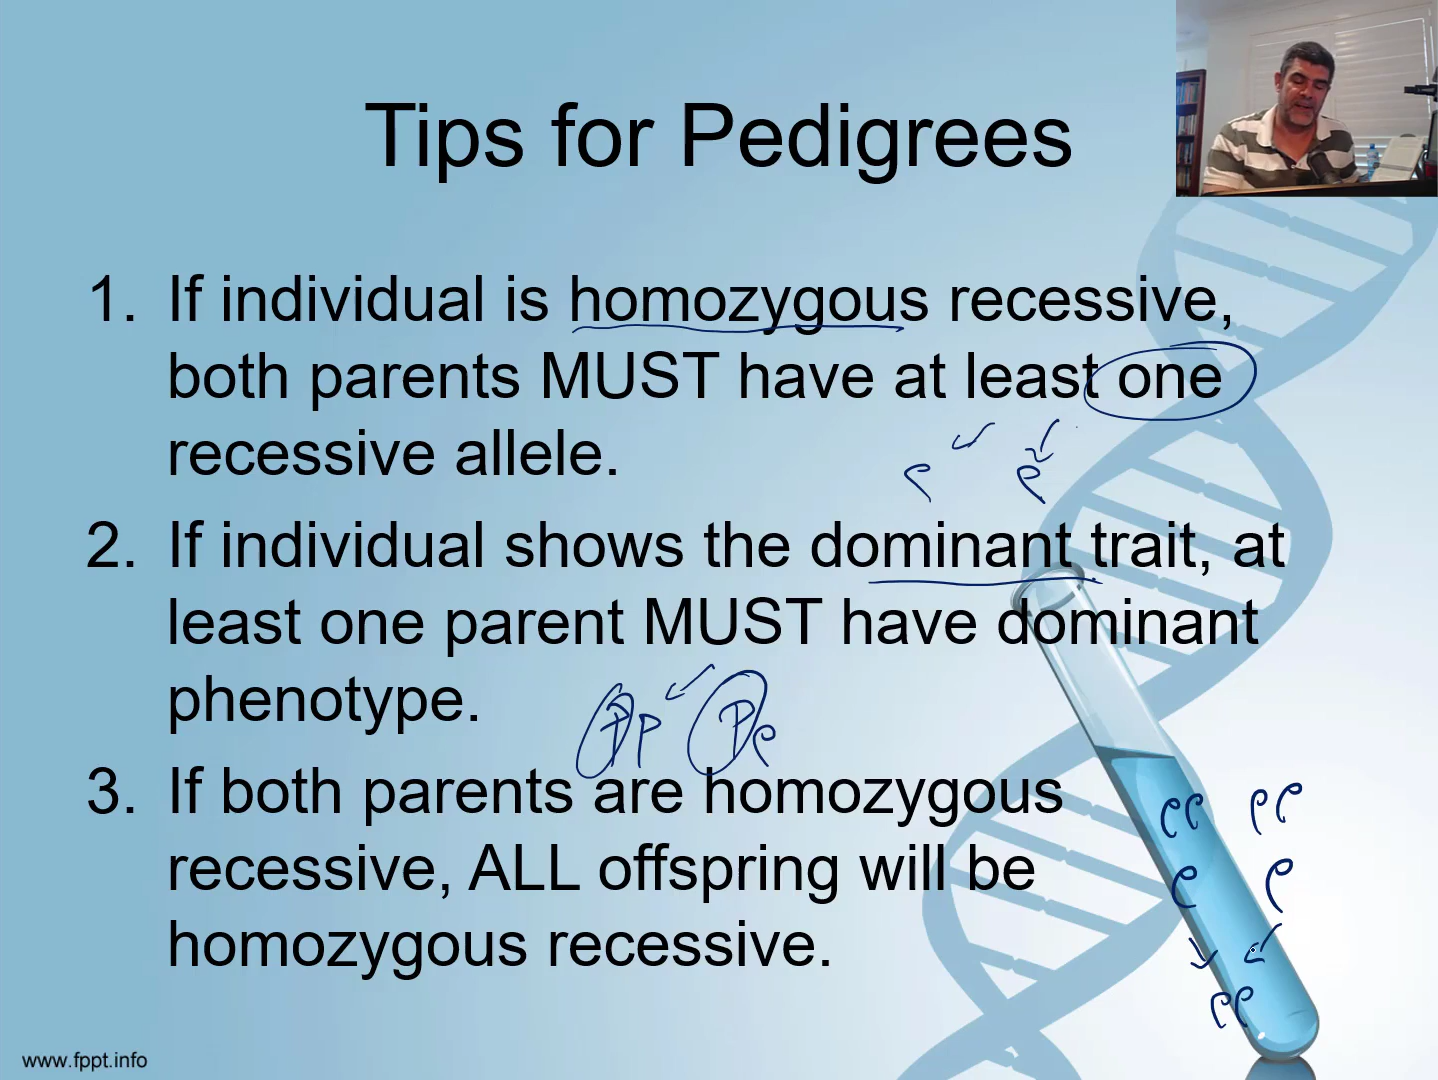 Tips for Pedigrees
1. If individual is homozygous recessive,
both parents MUST have at least one
recessive allele.
2. If individual shows the dominant trait, at
least one parent MUST have dominant
phenotype.
3. If both parents are homozygous
recessive, ALL offspring will be
homozygous recessive.
www.fppt.info